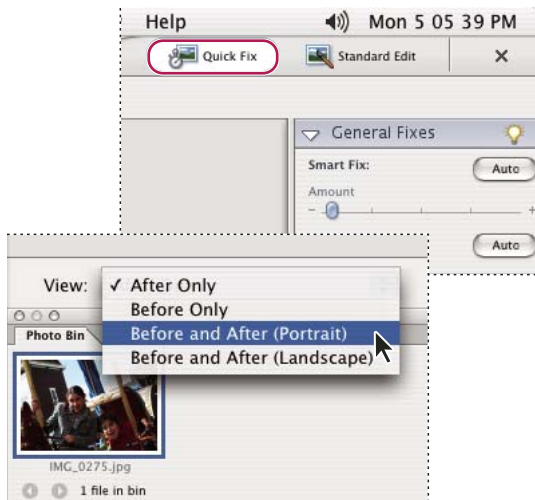 Help Mon 5 05 39 PM
Quick Fix Standard Edit
General Fixes
Smart Fix: Auto
Amount
- +
Auto
View: ✓ After Only
Before Only
Before and After (Portrait)
Before and After (Landscape)
Photo Bin
IMG_0275.jpg
1 file in bin